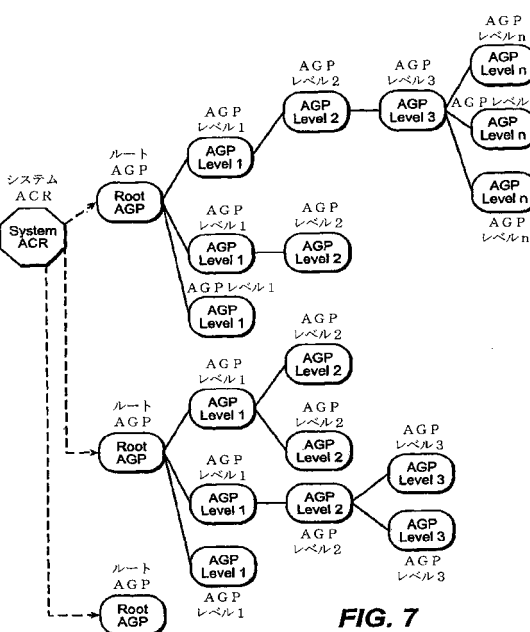 AGP
レベルn
AGP
Level n
AGP
レベル2
AGP
レベル3
AGP
Level 2
AGP
Level 3
AGPレベル
AGP
Level n
AGP
レベル1
AGP
Level 1
AGP
Level n
AGP
レベルn
ルート
AGP
Root
AGP
システム
ACR
System
ACR
AGP
レベル1
AGP
Level 1
AGP
レベル2
AGP
Level 2
AGPレベル1
AGP
Level 1
AGP
レベル2
AGP
Level 2
AGP
レベル1
AGP
Level 1
AGP
レベル2
AGP
Level 2
ルート
AGP
Root
AGP
AGP
レベル1
AGP
Level 1
AGP
Level 2
AGP
レベル2
AGP
レベル3
AGP
Level 3
AGP
Level 3
AGP
レベル3
AGP
Level 1
AGP
レベル1
ルート
AGP
Root
AGP
FIG. 7